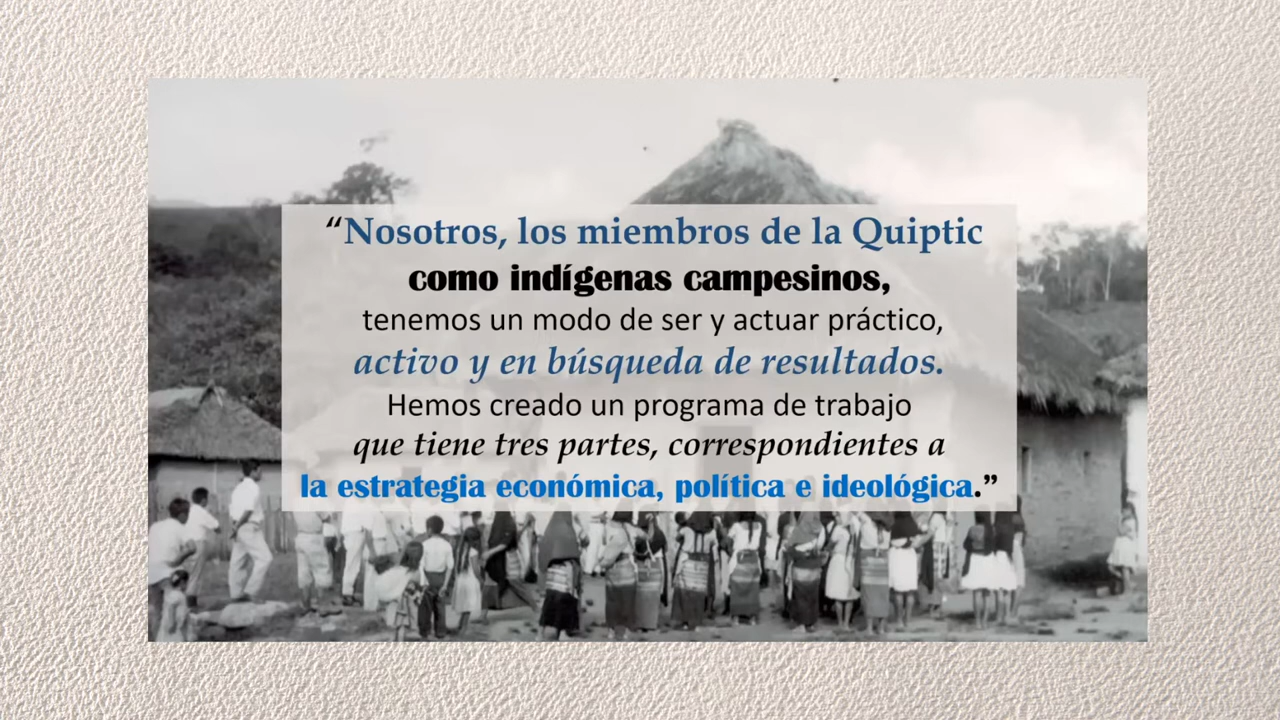 “Nosotros, los miembros de la Quiptic
como indígenas campesinos,
tenemos un modo de ser y actuar práctico,
activo y en búsqueda de resultados.
Hemos creado un programa de trabajo
que tiene tres partes, correspondientes a
la estrategia económica, política e ideológica.”